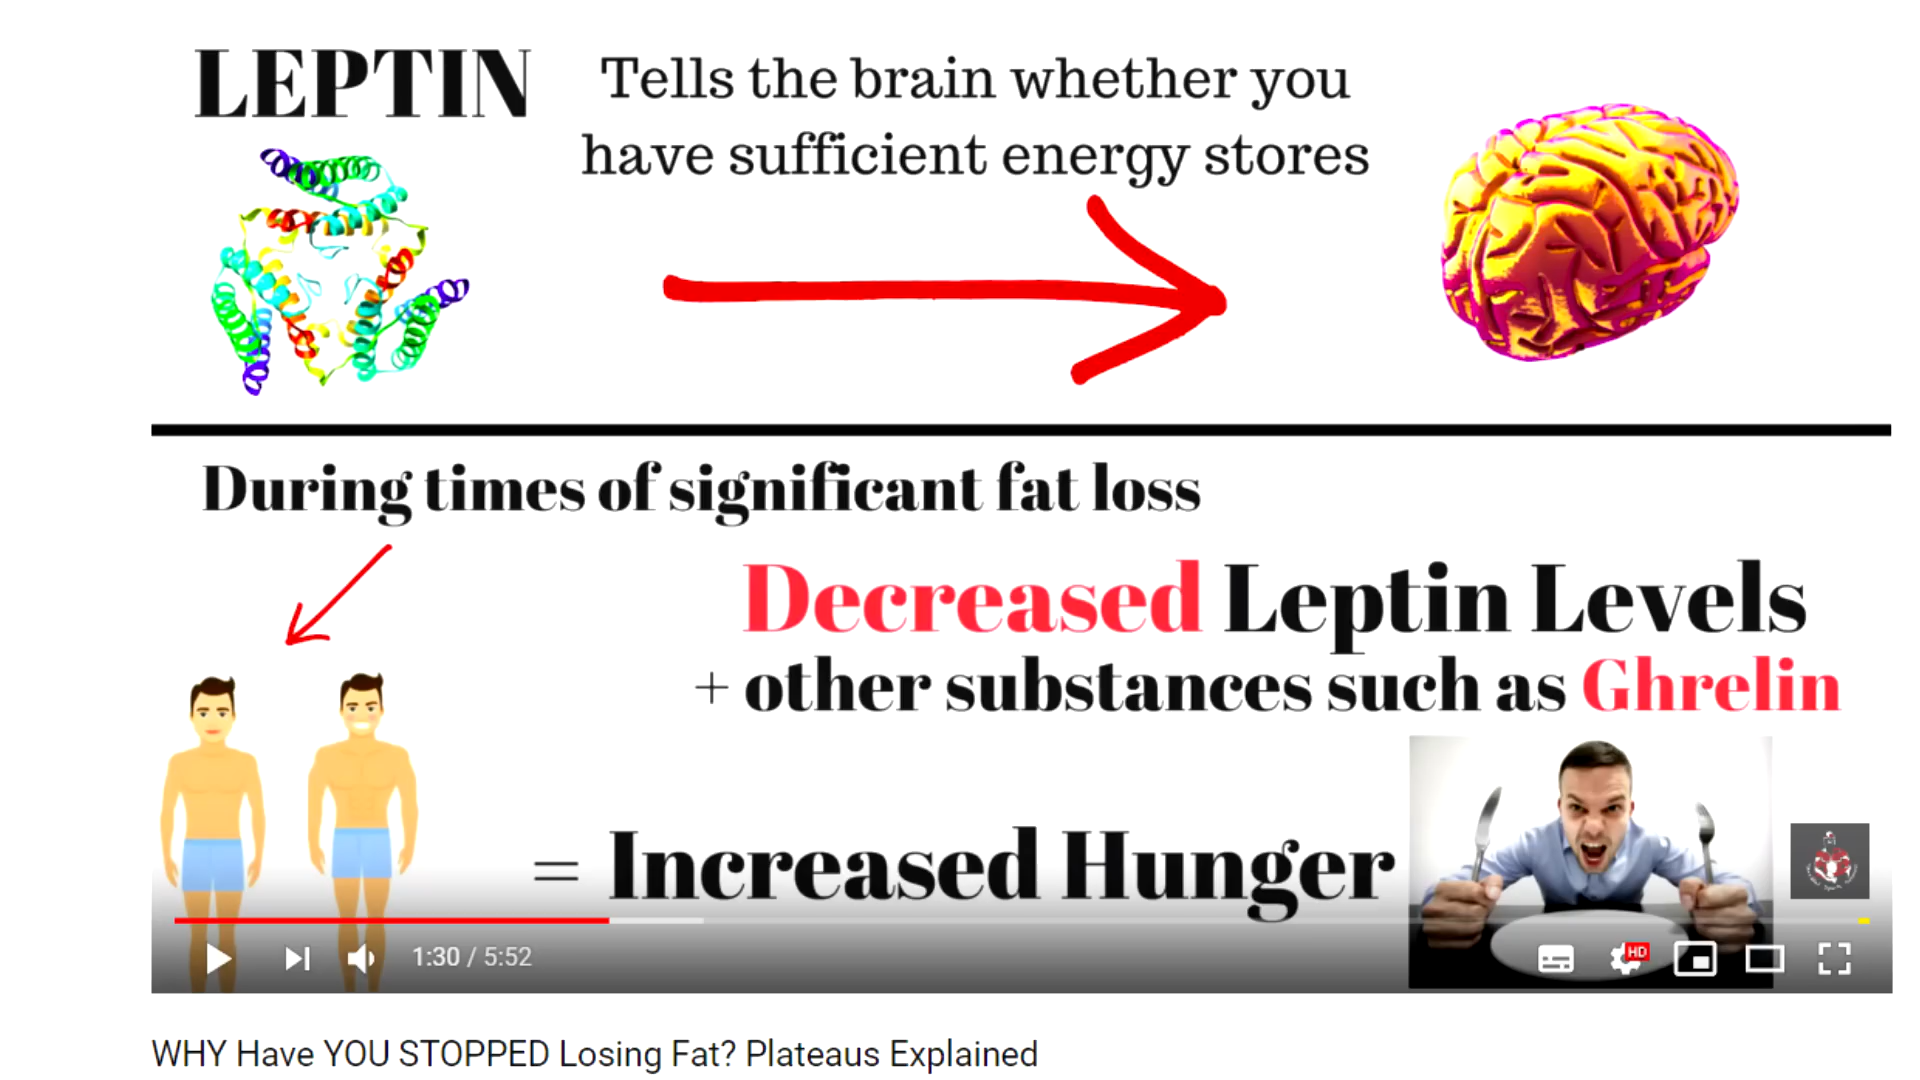 LEPTIN
Tells the brain whether you
have sufficient energy stores
During times of significant fat loss
Decreased Leptin Levels
+ other substances such as Ghrelin
= Increased Hunger
1:30 / 5:52
HD
WHY Have YOU STOPPED Losing Fat? Plateaus Explained